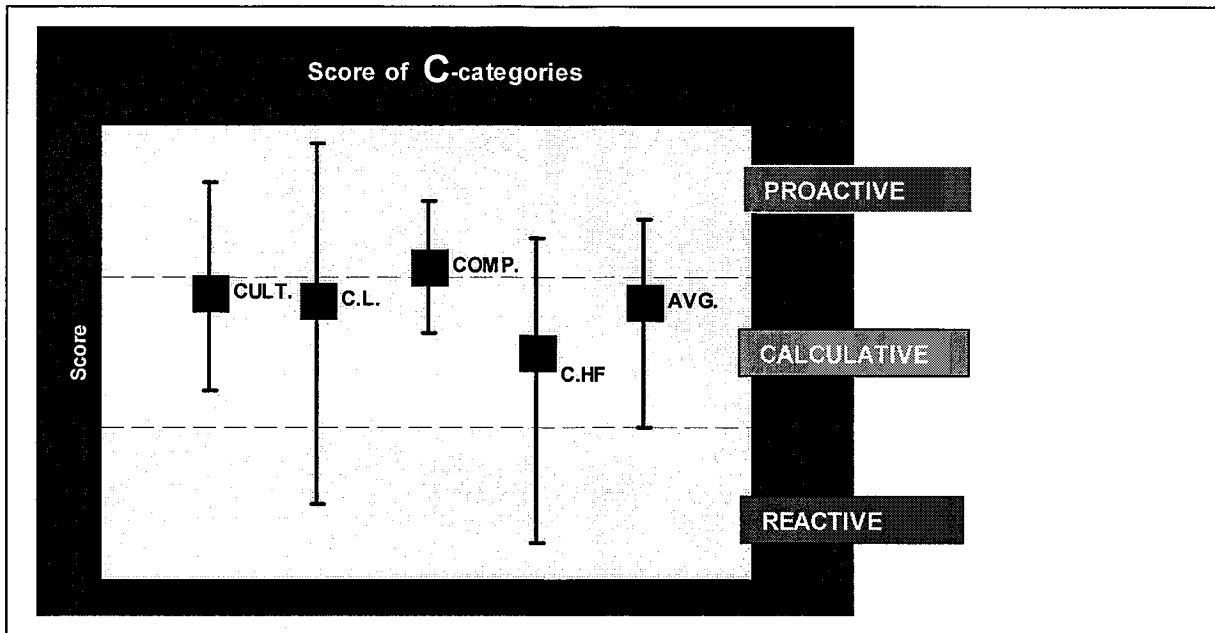 Score of C-categories
PROACTIVE
COMP.
CULT.
C.L.
AVG.
Score
CALCULATIVE
C.HF
REACTIVE